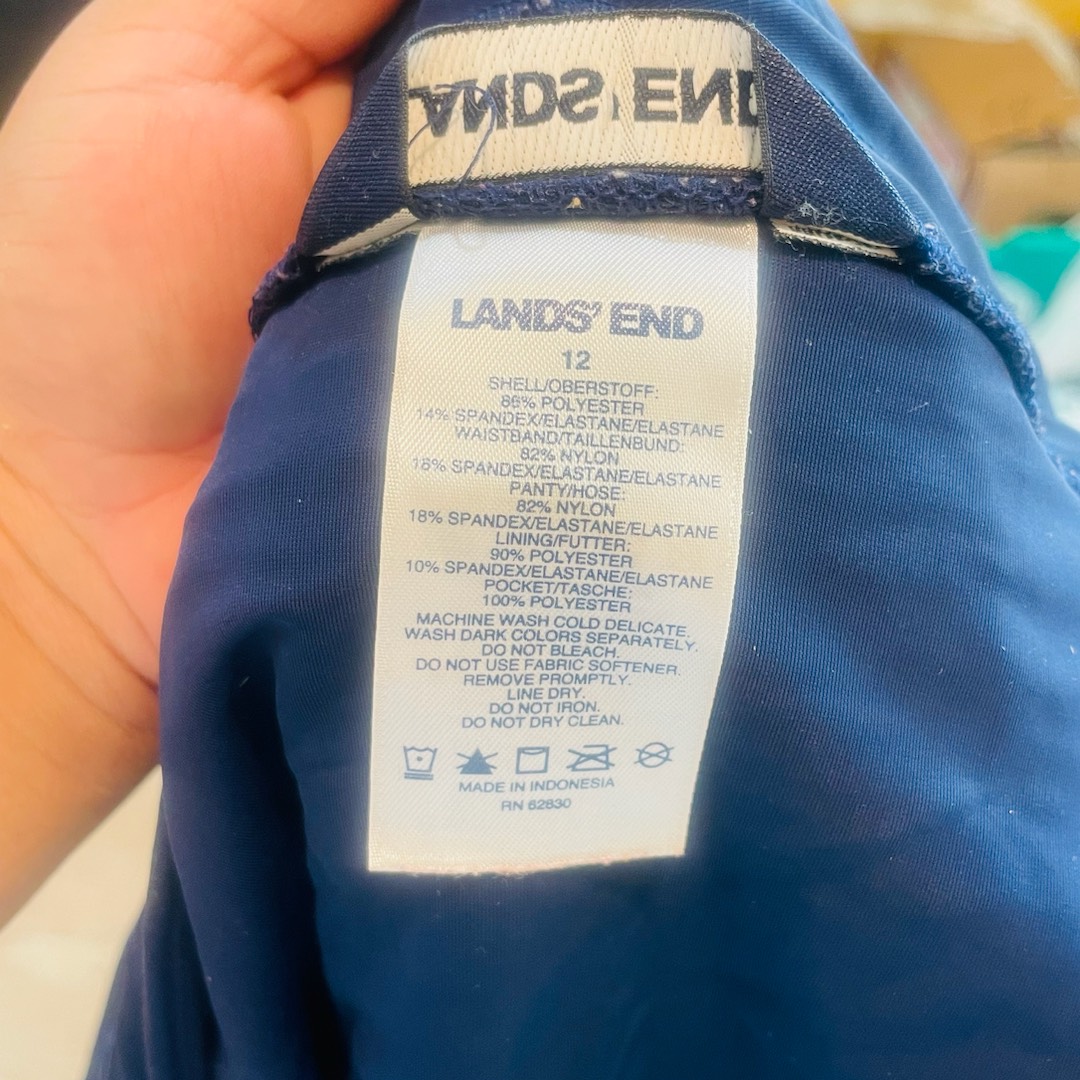 LANDS' END
LANDS' END
12
SHELL/OBERSTOFF:
86% POLYESTER
14% SPANDEX/ELASTANE/ELASTANE
WAISTBAND/TAILLENBUND:
82% NYLON
18% SPANDEX/ELASTANE/ELASTANE
PANTY/HOSE:
82% NYLON
18% SPANDEX/ELASTANE/ELASTANE
LINING/FUTTER:
90% POLYESTER
10% SPANDEX/ELASTANE/ELASTANE
POCKET/TASCHE:
100% POLYESTER
MACHINE WASH COLD DELICATE.
WASH DARK COLORS SEPARATELY.
DO NOT BLEACH.
DO NOT USE FABRIC SOFTENER.
REMOVE PROMPTLY.
LINE DRY.
DO NOT IRON.
DO NOT DRY CLEAN.
MADE IN INDONESIA
RN 62830